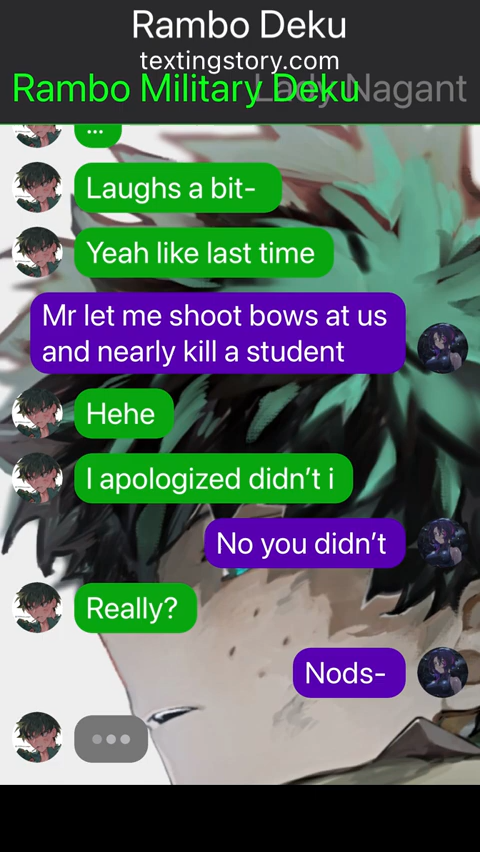 Rambo Deku
textingstory.com
Rambo Military Deku
Lady Nagant
...
Laughs a bit-
Yeah like last time
Mr let me shoot bows at us
and nearly kill a student
Hehe
I apologized didn’t i
No you didn’t
Really?
Nods-